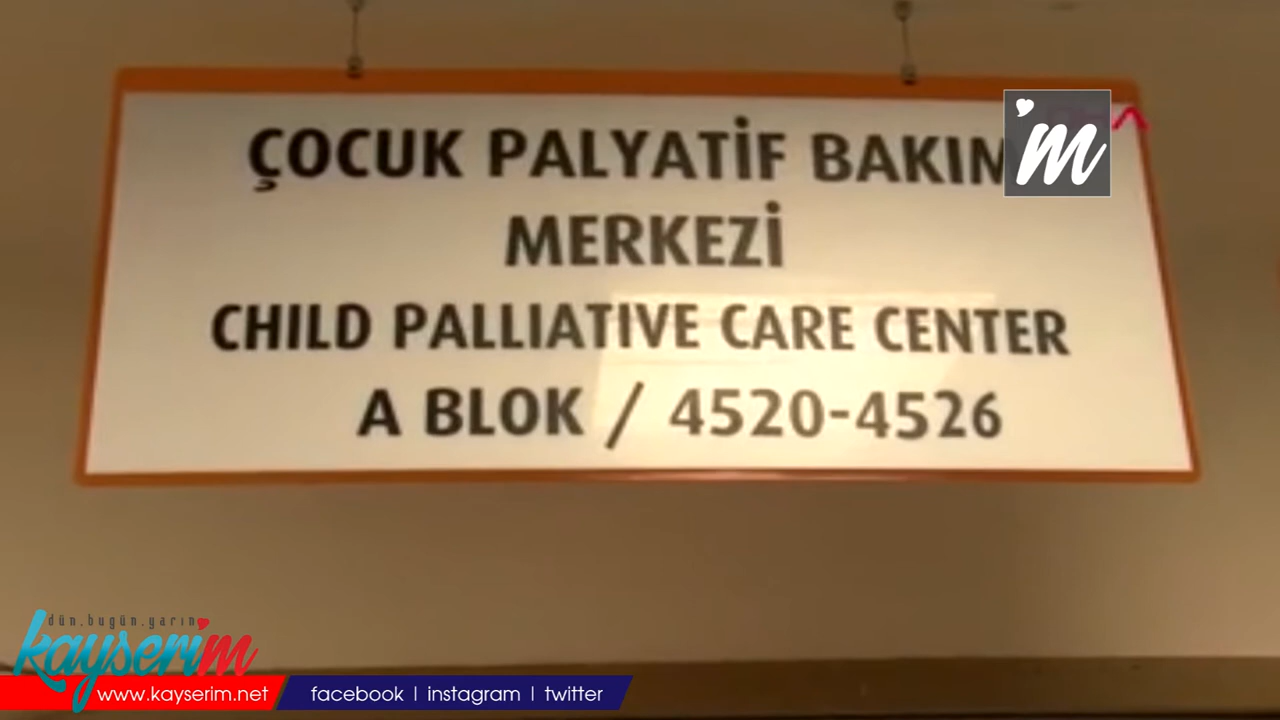 ÇOCUK PALYATİF BAKIM
MERKEZİ
CHILD PALLIATIVE CARE CENTER
A BLOK / 4520-4526
'm
dün.bugün.yarın
kayserim
www.kayserim.net
facebook | instagram | twitter